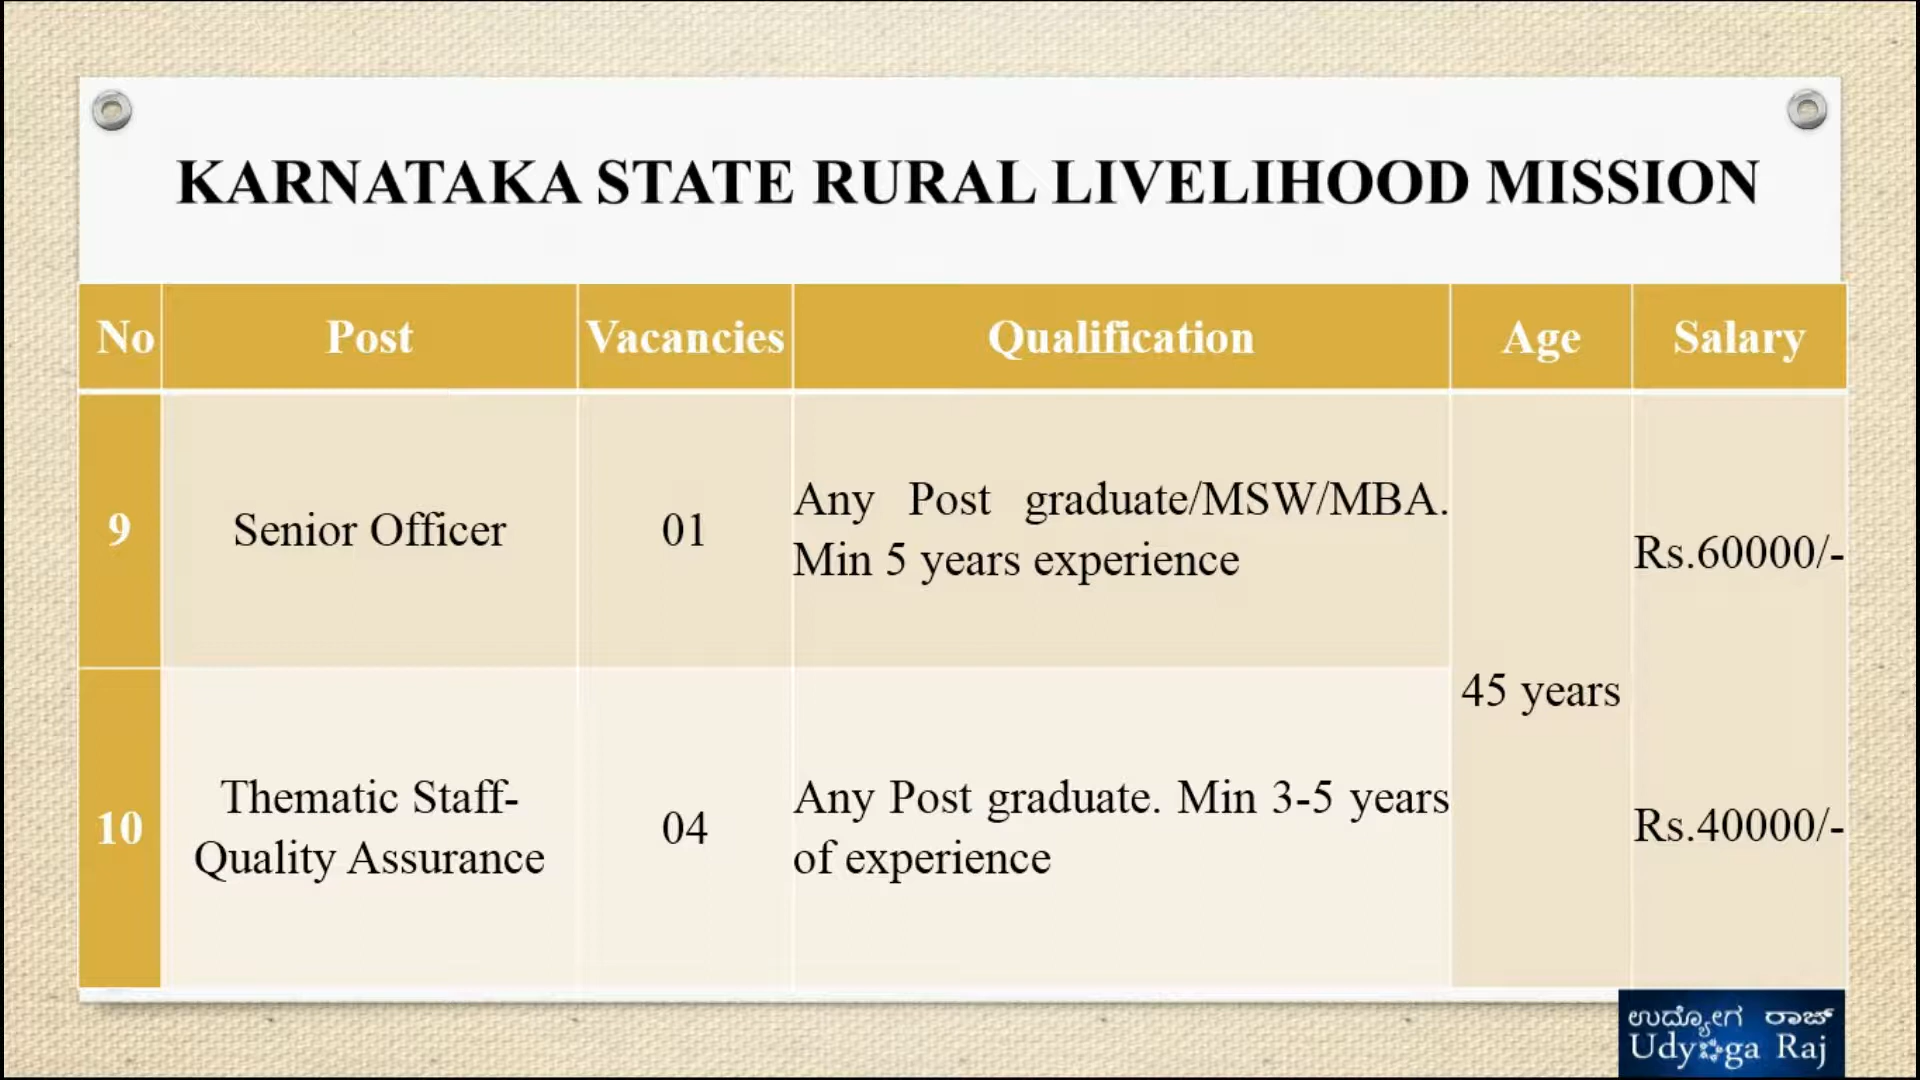 KARNATAKA STATE RURAL LIVELIHOOD MISSION
No Post Vacancies Qualification Age Salary
9 Senior Officer 01 Any Post graduate/MSW/MBA.
Min 5 years experience
Rs.60000/-
45 years
10 Thematic Staff-
Quality Assurance
04
Any Post graduate. Min 3-5 years
of experience
Rs.40000/-
ಉದ್ಯೋಗ ರಾಜ್
Udyoga Raj